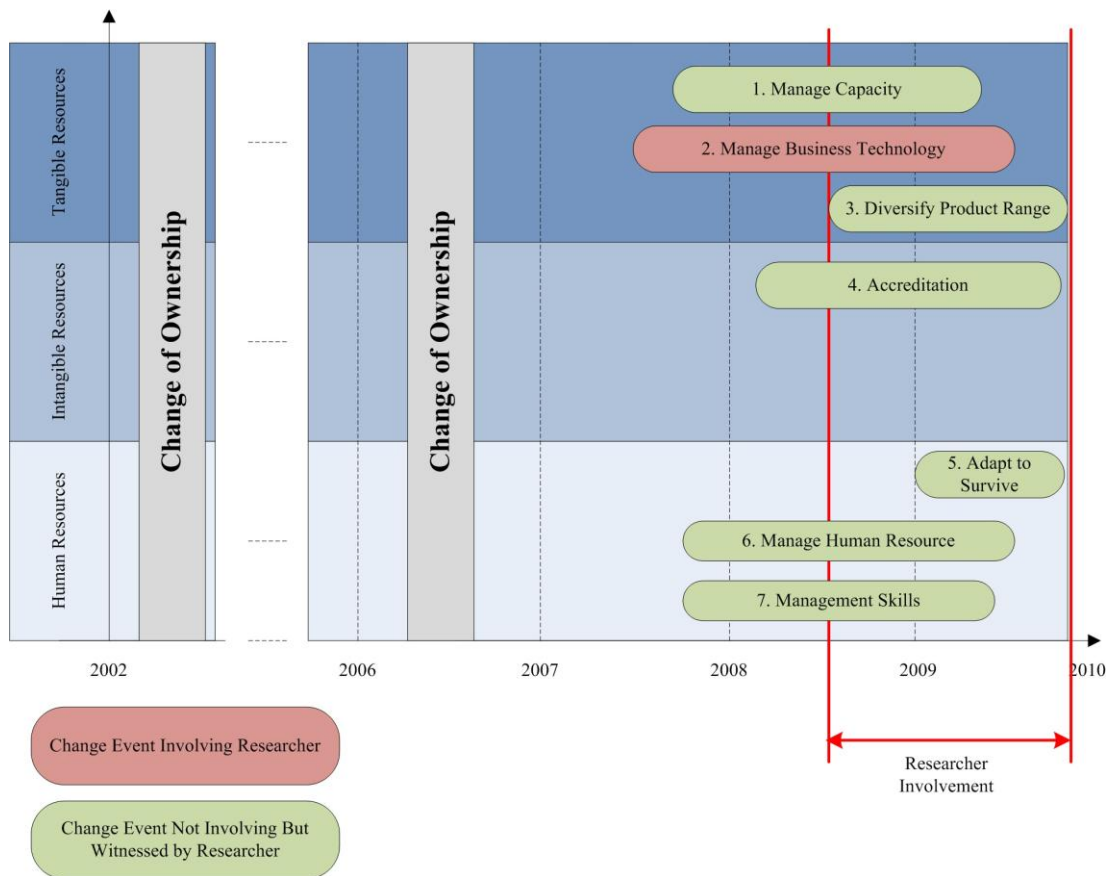 Tangible Resources
Intangible Resources
Human Resources
Change of Ownership
Change of Ownership
1. Manage Capacity
2. Manage Business Technology
3. Diversify Product Range
4. Accreditation
5. Adapt to
Survive
6. Manage Human Resource
7. Management Skills
2002
2006
2007
2008
2009
2010
Researcher
Involvement
Change Event Involving Researcher
Change Event Not Involving But
Witnessed by Researcher